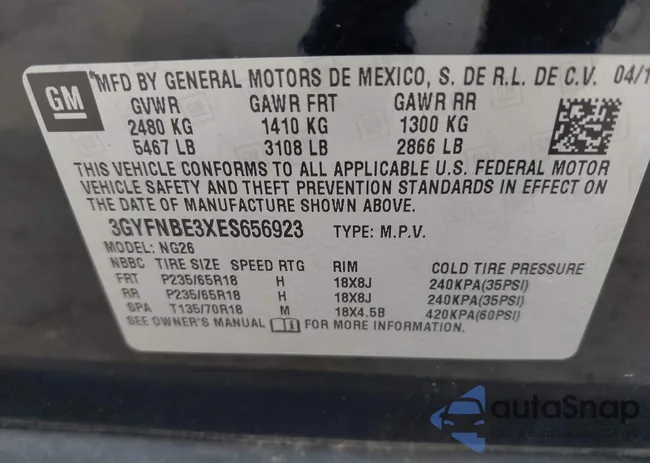 GM
*MFD BY GENERAL MOTORS DE MEXICO, S. DE R.L. DE C.V. 04/1
GVWR GAWR FRT GAWR RR
2480 KG 1410 KG 1300 KG
5467 LB 3108 LB 2866 LB
THIS VEHICLE CONFORMS TO ALL APPLICABLE U.S. FEDERAL MOTOR
VEHICLE SAFETY AND THEFT PREVENTION STANDARDS IN EFFECT ON
THE DATE OF MANUFACTURE SHOWN ABOVE.
3GYFNBE3XES656923 TYPE: M.P.V.
MODEL: NG26
NBBC TIRE SIZE SPEED RTG RIM COLD TIRE PRESSURE
FRT P235/65R18 H 18X8J 240KPA(35PSI)
RR P235/65R18 H 18X8J 240KPA(35PSI)
SPA T135/70R18 M 18X4.5B 420KPA(60PSI)
SEE OWNER'S MANUAL FOR MORE INFORMATION.
autoSnap